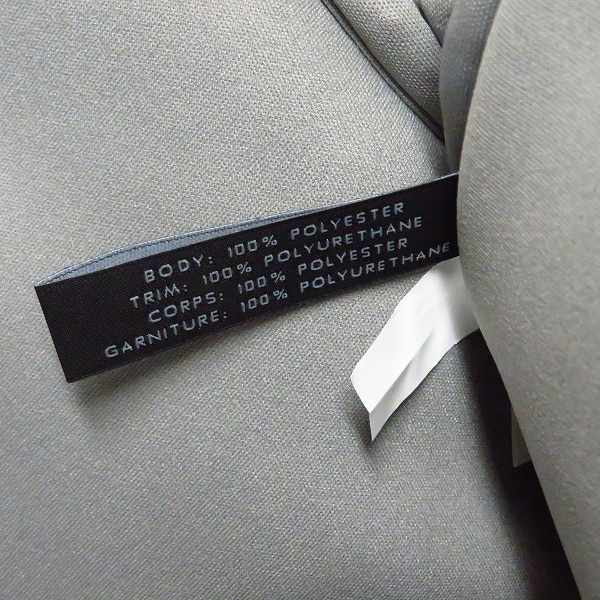 BODY: 100% POLYESTER
TRIM: 100% POLYURETHANE
CORPS: 100% POLYESTER
GARNITURE: 100% POLYURETHANE